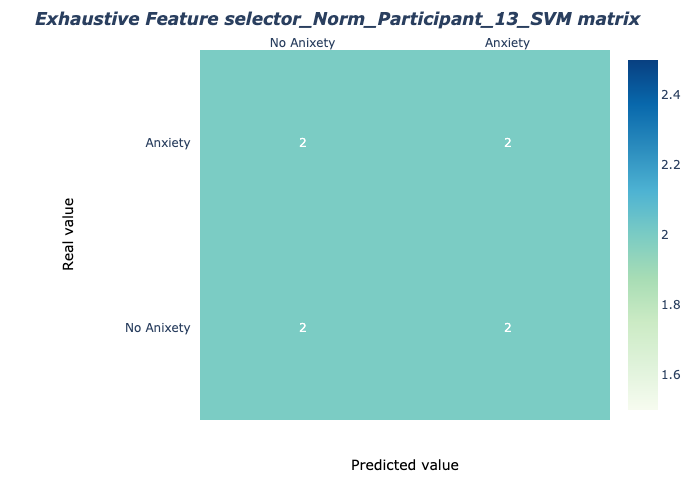 Exhaustive Feature selector_Norm_Participant_13_SVM matrix
No Anixety
Anxiety
2.4
Anxiety
2
2
2.2
Real value
2
1.8
No Anixety
2
2
1.6
Predicted value